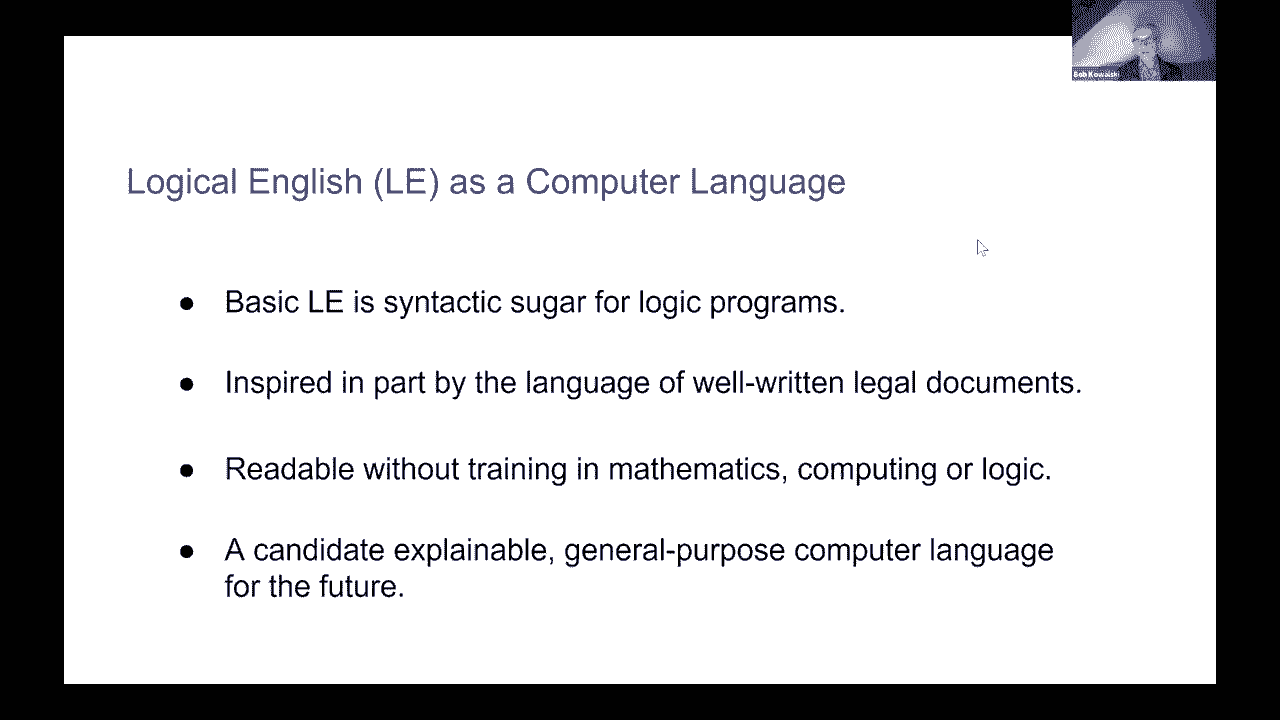 Bob Kowalski
Logical English (LE) as a Computer Language
● Basic LE is syntactic sugar for logic programs.
● Inspired in part by the language of well-written legal documents.
● Readable without training in mathematics, computing or logic.
● A candidate explainable, general-purpose computer language
for the future.